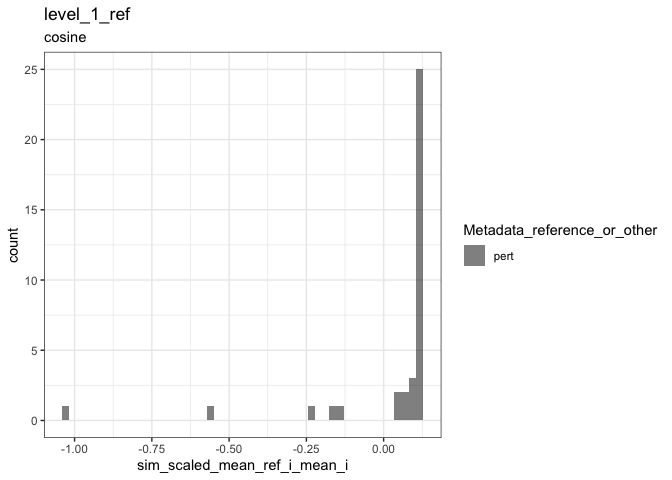 level_1_ref
cosine
25
20
15
10
5
0
count
-1.00
-0.75
-0.50
-0.25
0.00
sim_scaled_mean_ref_i_mean_i
Metadata_reference_or_other
pert